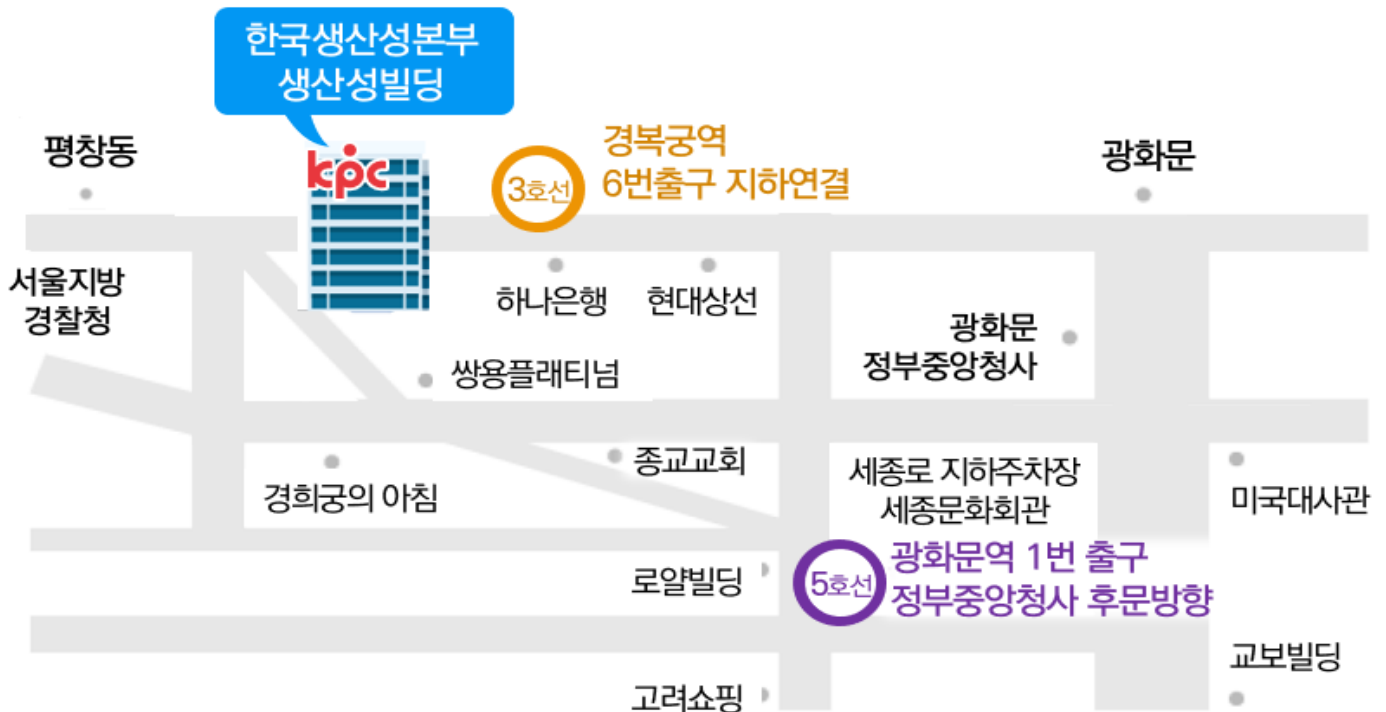 한국생산성본부
생산성빌딩
kpc
평창동
3호선
경복궁역
6번출구 지하연결
광화문
서울지방
경찰청
하나은행
현대상선
광화문
정부중앙청사
쌍용플래티넘
종교교회
경희궁의 아침
세종로 지하주차장
세종문화회관
미국대사관
로얄빌딩
5호선
광화문역 1번 출구
정부중앙청사 후문방향
교보빌딩
고려쇼핑